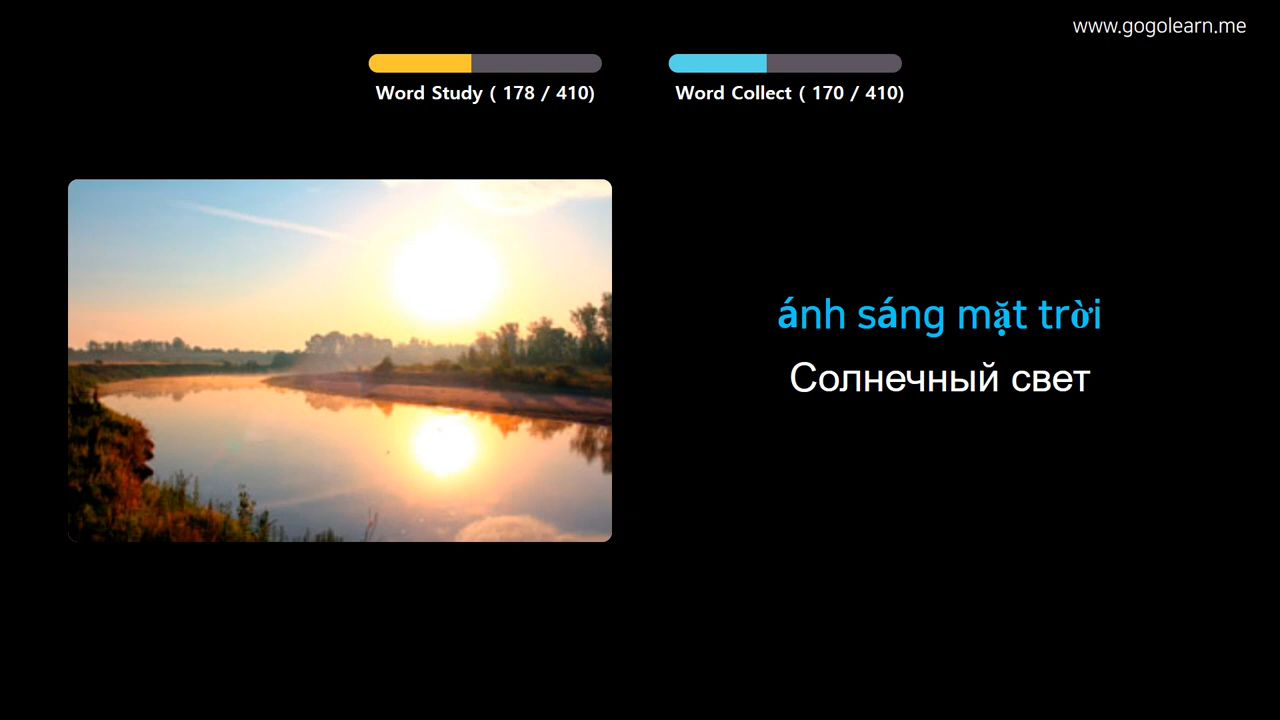 www.gogolearn.me
Word Study ( 178 / 410)
Word Collect ( 170 / 410)
ánh sáng mặt trời
Солнечный свет